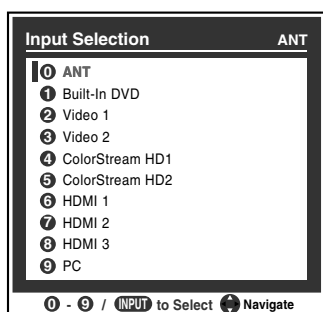 Input Selection ANT
0 ANT
1 Built-In DVD
2 Video 1
3 Video 2
4 ColorStream HD1
5 ColorStream HD2
6 HDMI 1
7 HDMI 2
8 HDMI 3
9 PC
0 - 9 / INPUT to Select Navigate